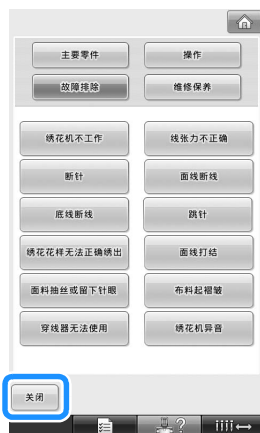 主要零件 操作
故障排除 维修保养
绣花机不工作 线张力不正确
断针 面线断线
底线断线 跳针
绣花花样无法正确绣出 面线打结
面料抽丝或留下针眼 布料起褶皱
穿线器无法使用 绣花机异音
关闭
?